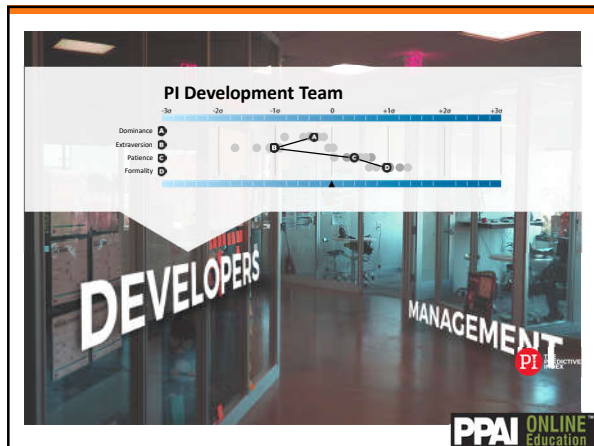 PI Development Team
-3σ -2σ -1σ σ +1σ +2σ +3σ
Dominance A
Extraversion B
Patience C
Formality D
A
B
C
D
DEVELOPERS
MANAGEMENT
PI THE PREDICTIVE INDEX
PPAI ONLINE Education